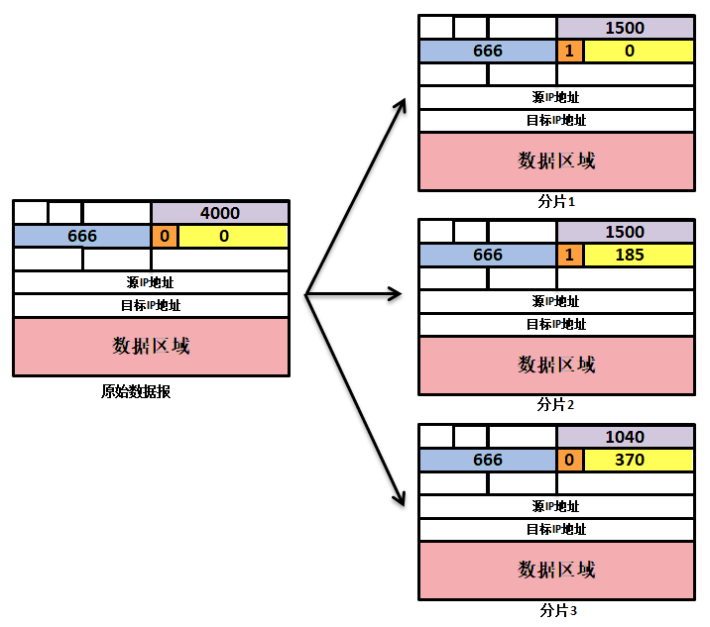 4000
666 0 0
源IP地址
目标IP地址
数据区域
原始数据报
1500
666 1 0
源IP地址
目标IP地址
数据区域
分片1
1500
666 1 185
源IP地址
目标IP地址
数据区域
分片2
1040
666 0 370
源IP地址
目标IP地址
数据区域
分片3